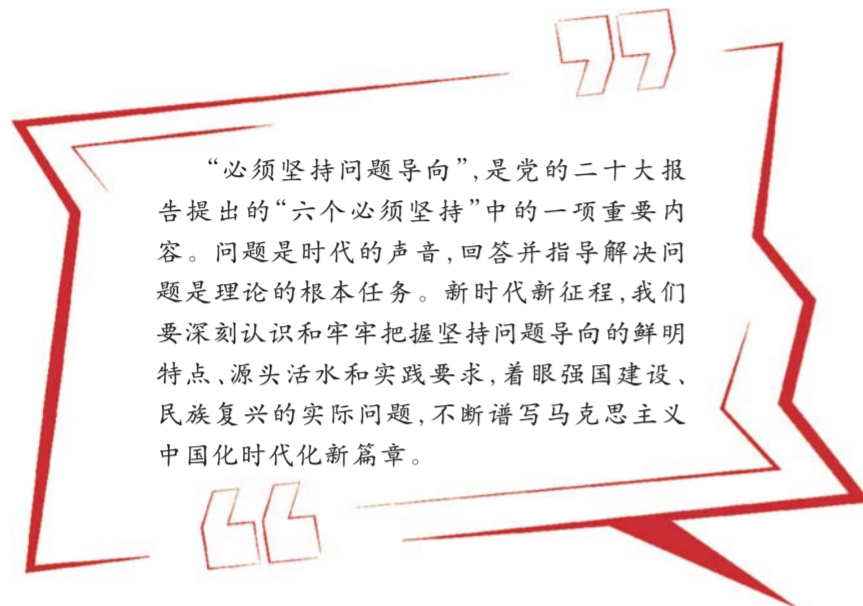 “必须坚持问题导向”,是党的二十大报
告提出的“六个必须坚持”中的一项重要内
容。问题是时代的声音,回答并指导解决问
题是理论的根本任务。新时代新征程,我们
要深刻认识和牢牢把握坚持问题导向的鲜明
特点、源头活水和实践要求,着眼强国建设、
民族复兴的实际问题,不断谱写马克思主义
中国化时代化新篇章。